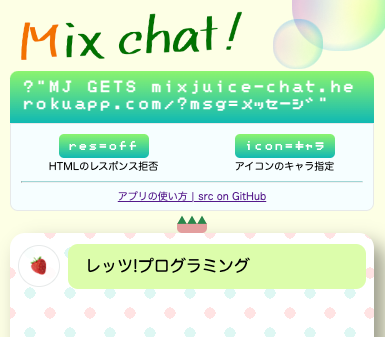 Mix chat!
?"MJ GETS mixjuice-chat.he
rokuapp.com/?msg=メッセージ"
res=off
icon=キャラ
HTMLのレスポンス拒否
アイコンのキャラ指定
アプリの使い方 | src on GitHub
レッツ!プログラミング